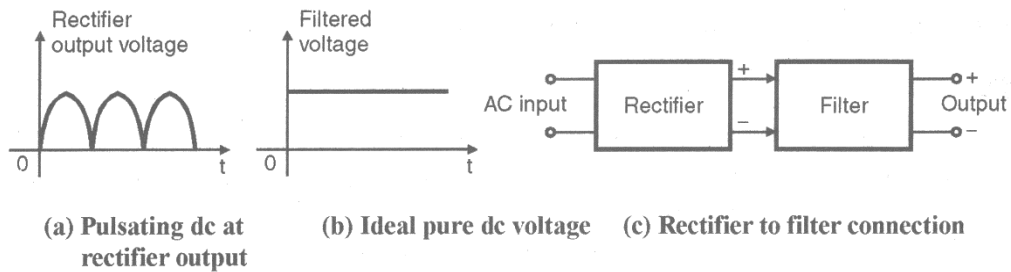 Rectifier
output voltage
0
t
(a) Pulsating dc at
rectifier output
Filtered
voltage
0
t
(b) Ideal pure dc voltage
AC input
Rectifier
+
−
Filter
+
Output
−
(c) Rectifier to filter connection